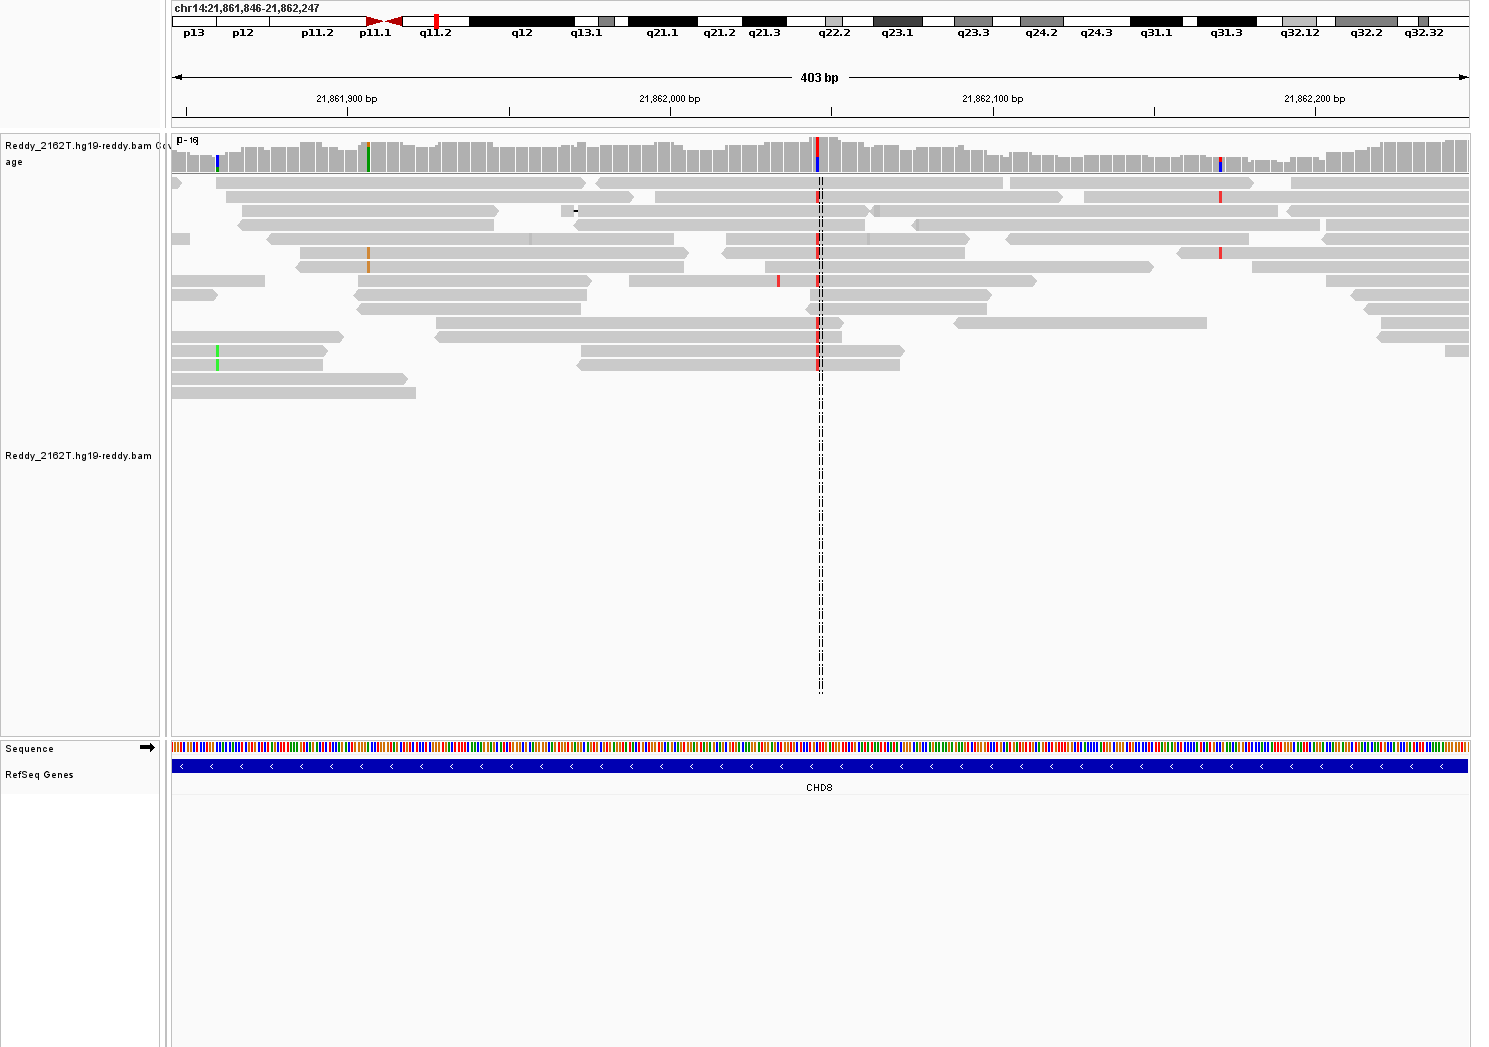 chr14:21,861,846-21,862,247
p13 p12 p11.2 p11.1 q11.2 q12 q13.1 q21.1 q21.2 q21.3 q22.2 q23.1 q23.3 q24.2 q24.3 q31.1 q31.3 q32.12 q32.2 q32.32
403 bp
21,861,900 bp 21,862,000 bp 21,862,100 bp 21,862,200 bp
Reddy_2162T.hg19-reddy.bam Cov
age
[0 - 16]
Reddy_2162T.hg19-reddy.bam
Sequence
RefSeq Genes
CHD8